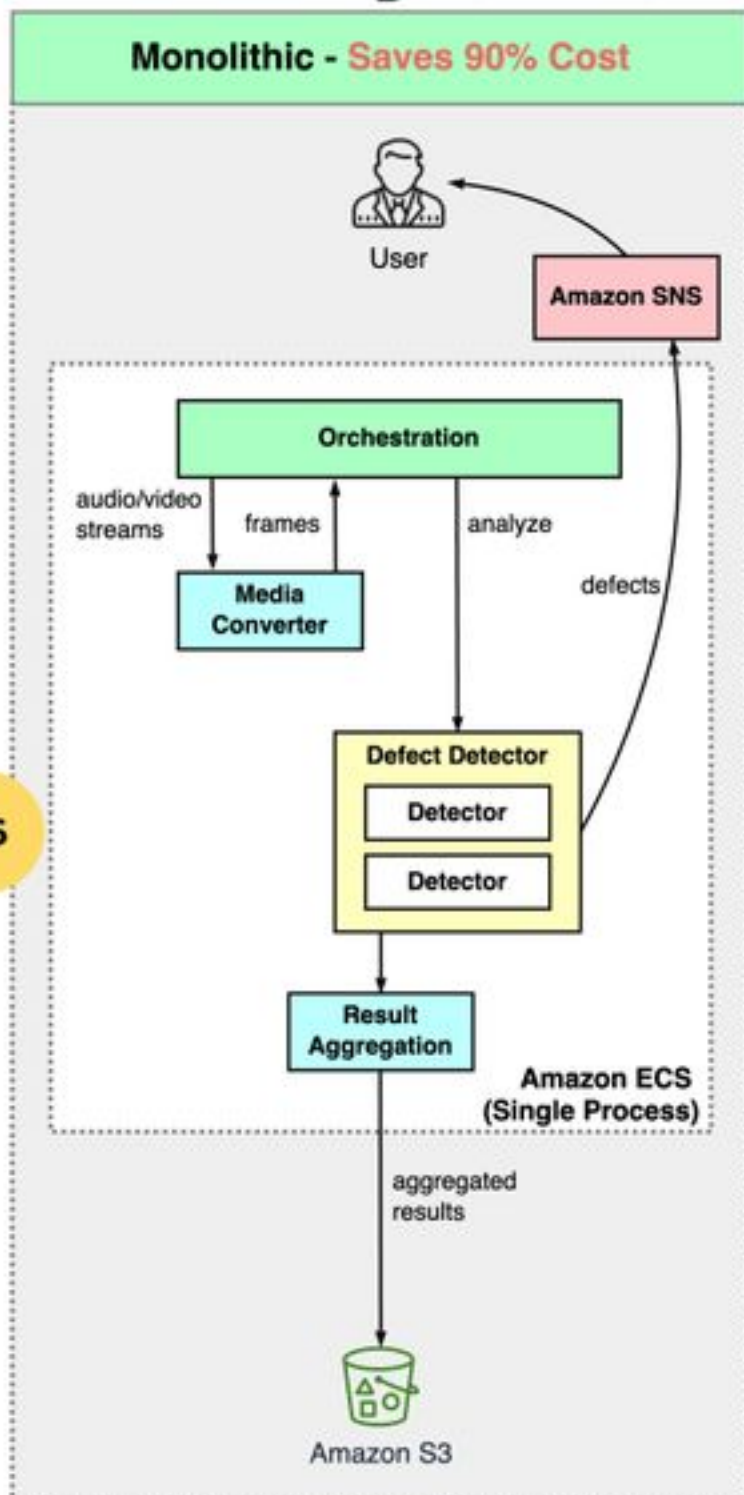 Monolithic - Saves 90% Cost
User
Amazon SNS
Orchestration
audio/video
streams
frames
analyze
Media
Converter
defects
Defect Detector
Detector
Detector
Result
Aggregation
Amazon ECS
(Single Process)
aggregated
results
Amazon S3